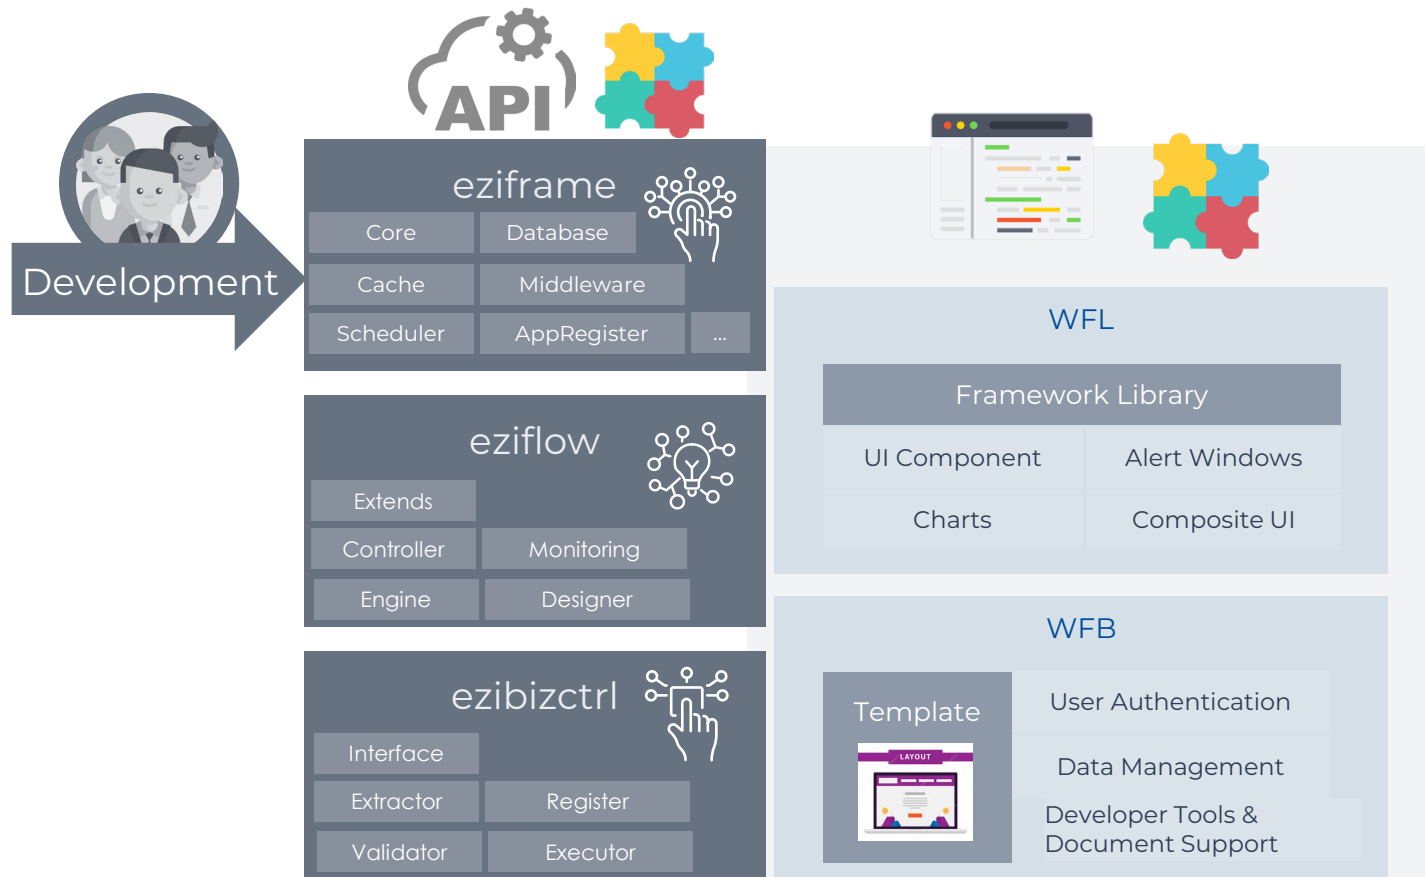 API
Development
eziframe
Core
Database
Cache
Middleware
Scheduler
AppRegister
...
eziflow
Extends
Controller
Monitoring
Engine
Designer
ezibizctrl
Interface
Extractor
Register
Validator
Executor
WFL
Framework Library
UI Component
Alert Windows
Charts
Composite UI
WFB
Template
LAYOUT
User Authentication
Data Management
Developer Tools &
Document Support